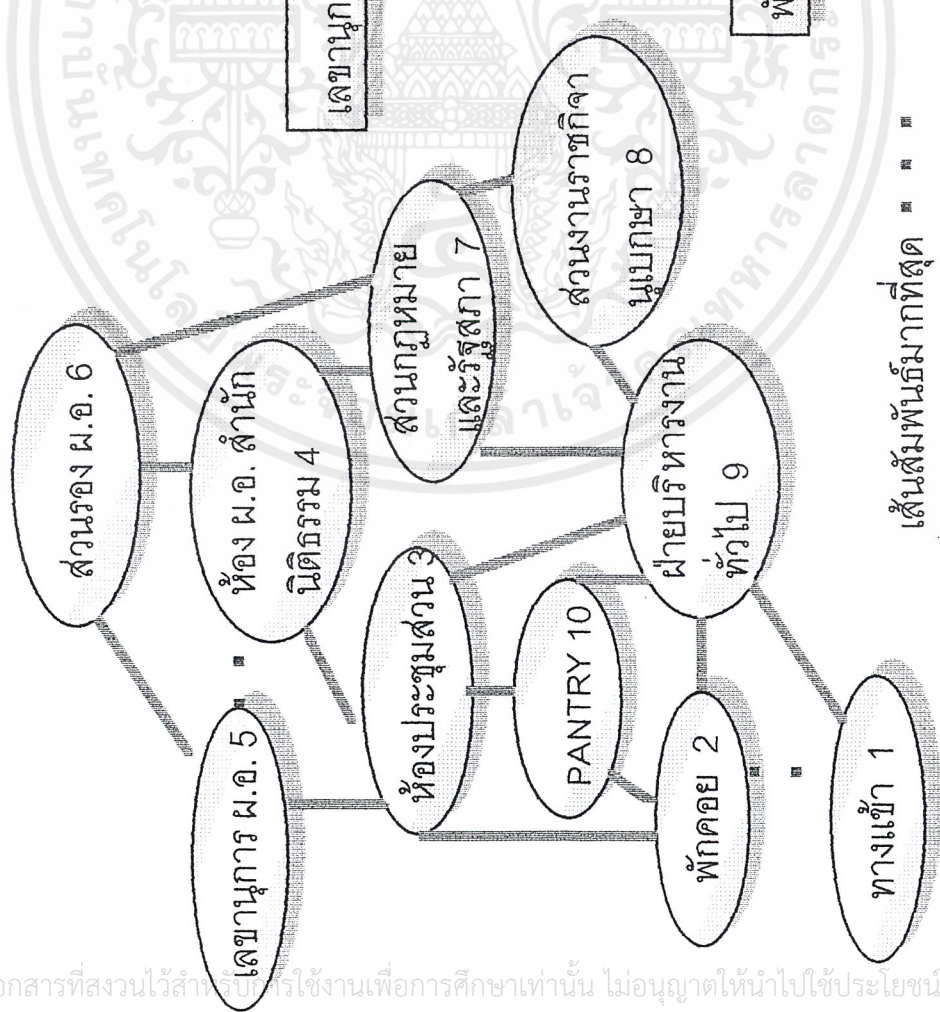 ส่วนรอง ผ.อ. 6
ห้อง ผ.อ. สำนัก
นิติธรรม 4
เลขานุการ ผ.อ. 5
ส่วนกฎหมาย
และรัฐสภา 7
ห้องประชุมส่วน 3
ส่วนงานราชกิจจา
นุเบกษา 8
PANTRY 10
ฝ่ายบริหารงาน
ทั่วไป 9
พักคอย 2
ทางเข้า 1
เส้นสัมพันธ์มากที่สุด
เลขานุก
กสารที่สงวนไว้สำหรับการใช้งานเพื่อการศึกษาเท่านั้น ไม่อนุญาตให้นำไปใช้ประโยชน์